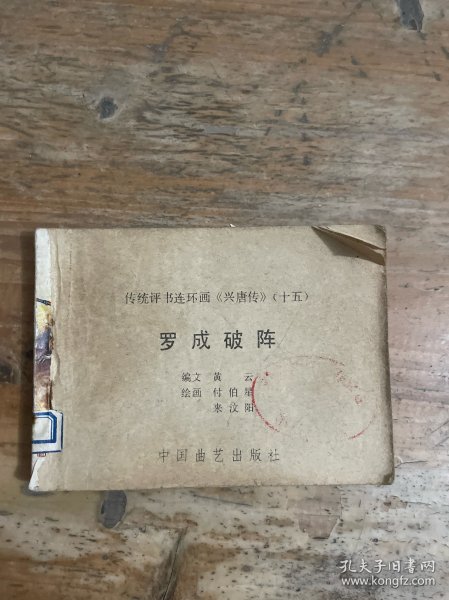 传统评书连环画《兴唐传》(十五)
罗成破阵
编文 黄 云
绘画 付伯星
来汶阳
中国曲艺出版社
孔夫子旧书网
www.kongfz.com